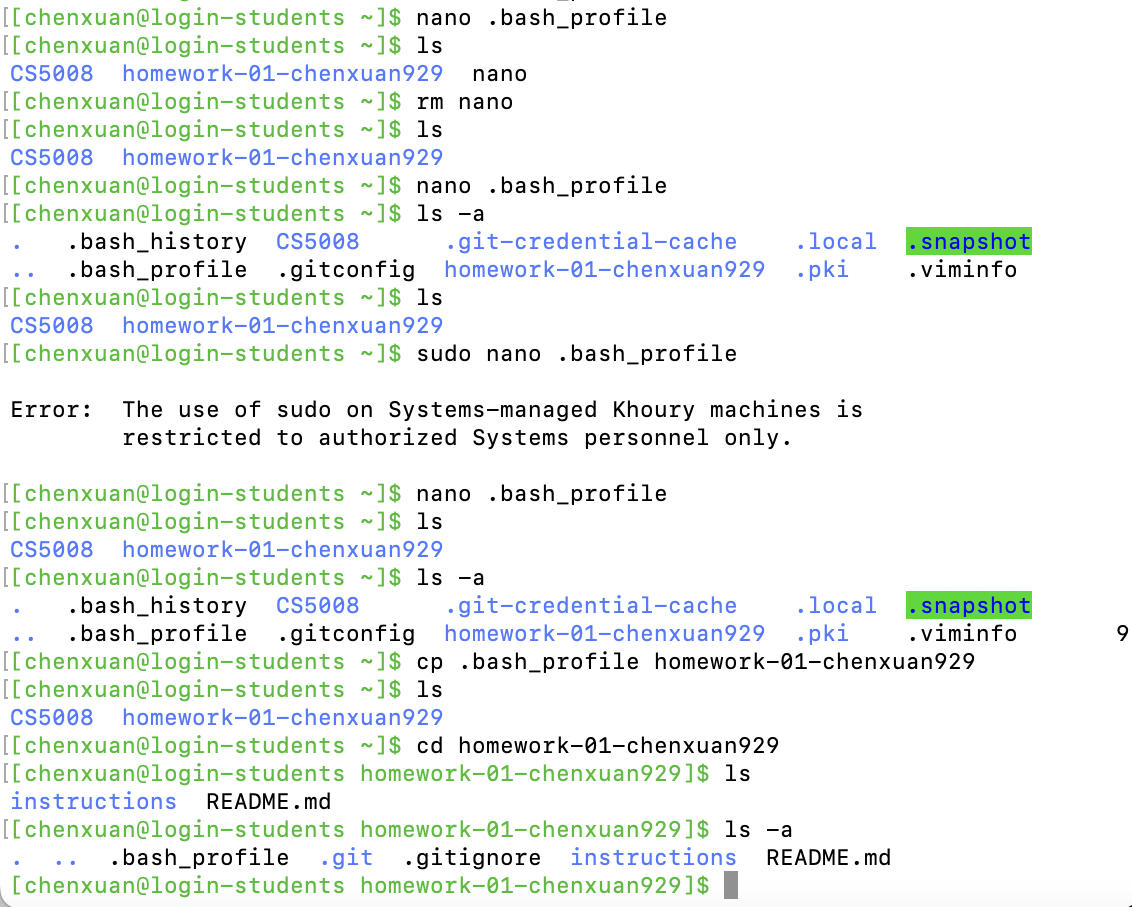 [[chenxuan@login-students ~]$ nano .bash_profile
[[chenxuan@login-students ~]$ ls
CS5008  homework-01-chenxuan929  nano
[[chenxuan@login-students ~]$ rm nano
[[chenxuan@login-students ~]$ ls
CS5008  homework-01-chenxuan929
[[chenxuan@login-students ~]$ nano .bash_profile
[[chenxuan@login-students ~]$ ls -a
.   .bash_history  CS5008      .git-credential-cache    .local  .snapshot
..  .bash_profile  .gitconfig  homework-01-chenxuan929  .pki    .viminfo
[[chenxuan@login-students ~]$ ls
CS5008  homework-01-chenxuan929
[[chenxuan@login-students ~]$ sudo nano .bash_profile
Error:  The use of sudo on Systems-managed Khoury machines is
        restricted to authorized Systems personnel only.
[[chenxuan@login-students ~]$ nano .bash_profile
[[chenxuan@login-students ~]$ ls
CS5008  homework-01-chenxuan929
[[chenxuan@login-students ~]$ ls -a
.   .bash_history  CS5008      .git-credential-cache    .local  .snapshot
..  .bash_profile  .gitconfig  homework-01-chenxuan929  .pki    .viminfo       9
[[chenxuan@login-students ~]$ cp .bash_profile homework-01-chenxuan929
[[chenxuan@login-students ~]$ ls
CS5008  homework-01-chenxuan929
[[chenxuan@login-students ~]$ cd homework-01-chenxuan929
[[chenxuan@login-students homework-01-chenxuan929]$ ls
instructions  README.md
[[chenxuan@login-students homework-01-chenxuan929]$ ls -a
.  ..  .bash_profile  .git  .gitignore  instructions  README.md
[chenxuan@login-students homework-01-chenxuan929]$